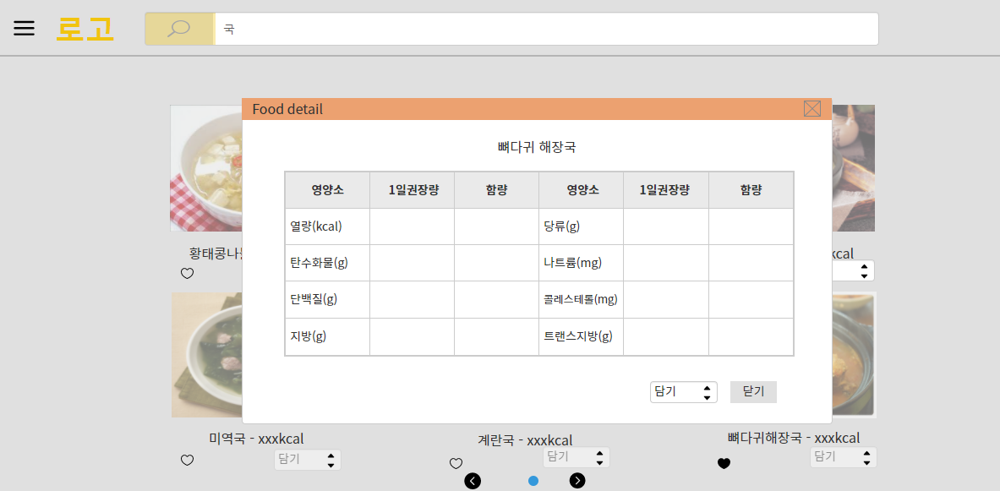 로고
국
Food detail
뼈다귀 해장국
영양소 1일권장량 함량 영양소 1일권장량 함량
열량(kcal) 당류(g)
탄수화물(g) 나트륨(mg)
단백질(g) 콜레스테롤(mg)
지방(g) 트랜스지방(g)
담기 닫기
황태콩나
kcal
미역국 - xxxkcal
담기
계란국 - xxxkcal
담기
뼈다귀해장국 - xxxkcal
담기